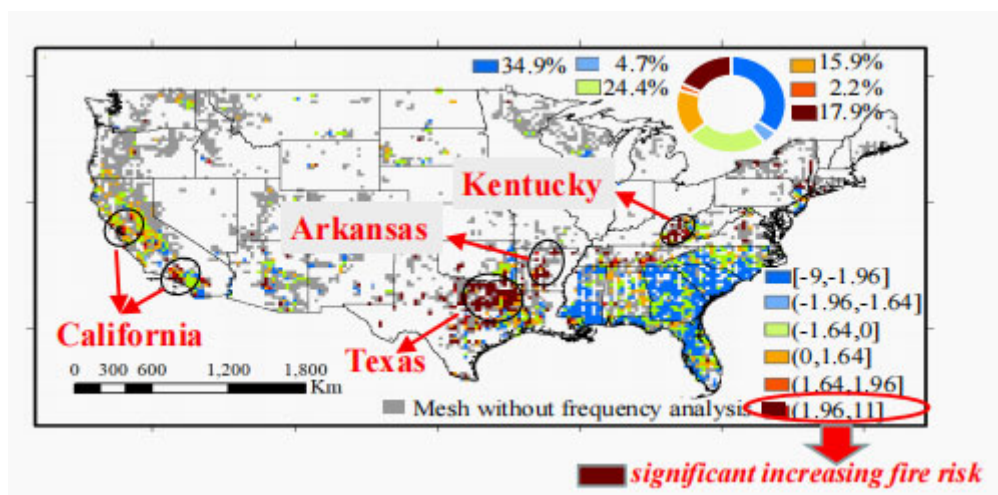 34.9%
4.7%
15.9%
24.4%
2.2%
17.9%
Kentucky
Arkansas
California
Texas
[-9,-1.96]
(-1.96,-1.64]
(-1.64,0]
(0,1.64]
(1.64,1.96]
(1.96,11]
0 300 600 1,200 1,800
Km
Mesh without frequency analysis
significant increasing fire risk